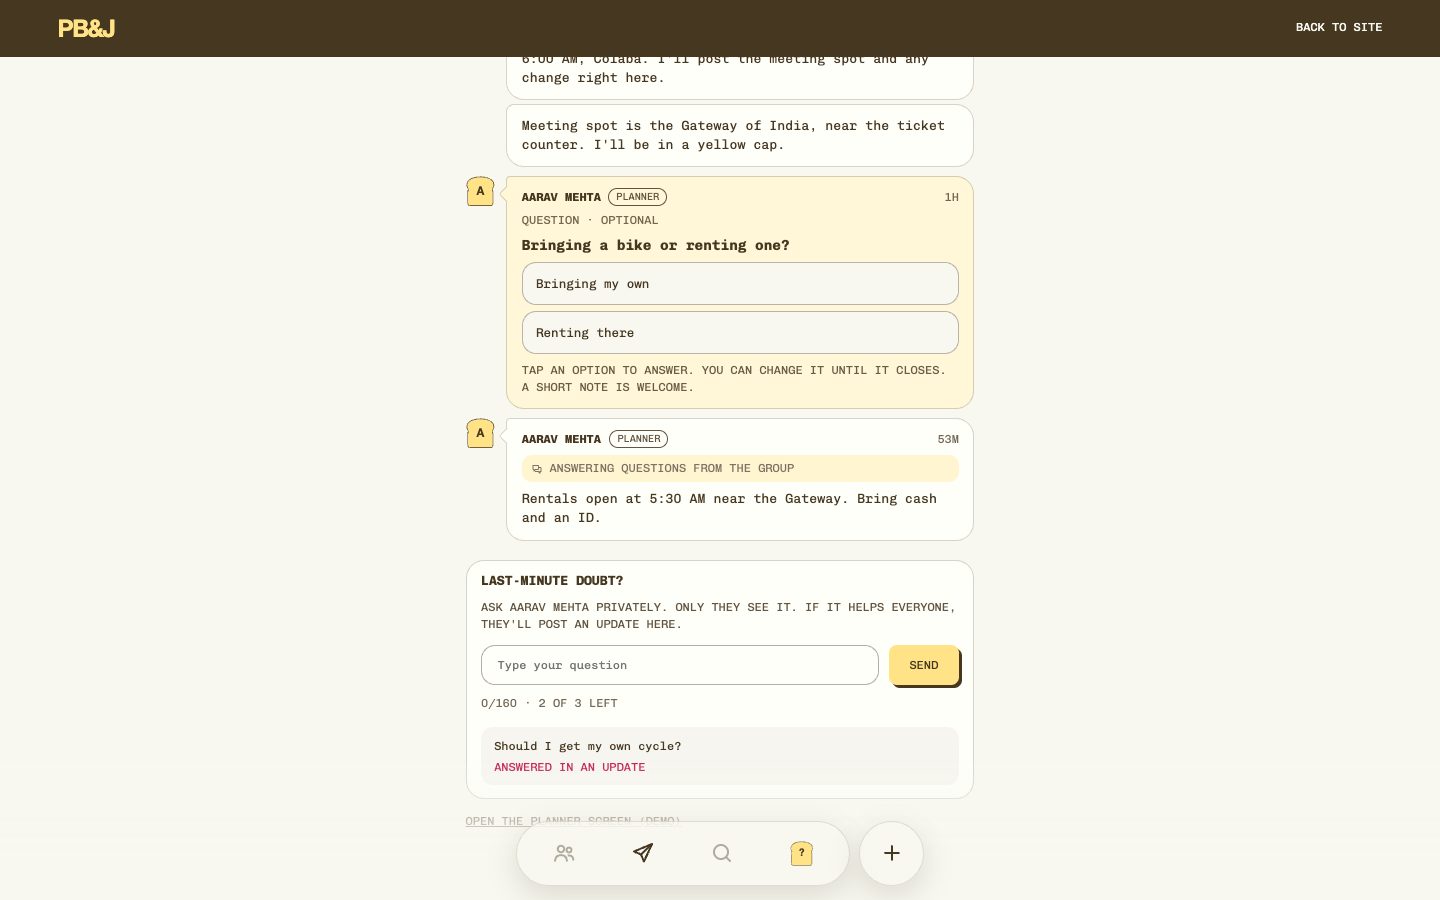 PB&J
BACK TO SITE
6:00 AM, Colaba. I'll post the meeting spot and any
change right here.
Meeting spot is the Gateway of India, near the ticket
counter. I'll be in a yellow cap.
A
AARAV MEHTA PLANNER 1H
QUESTION · OPTIONAL
Bringing a bike or renting one?
Bringing my own
Renting there
TAP AN OPTION TO ANSWER. YOU CAN CHANGE IT UNTIL IT CLOSES.
A SHORT NOTE IS WELCOME.
A
AARAV MEHTA PLANNER 53M
ANSWERING QUESTIONS FROM THE GROUP
Rentals open at 5:30 AM near the Gateway. Bring cash
and an ID.
LAST-MINUTE DOUBT?
ASK AARAV MEHTA PRIVATELY. ONLY THEY SEE IT. IF IT HELPS EVERYONE,
THEY'LL POST AN UPDATE HERE.
Type your question
SEND
0/160 · 2 OF 3 LEFT
Should I get my own cycle?
ANSWERED IN AN UPDATE
OPEN THE PLANNER SCREEN (DEMO)
?